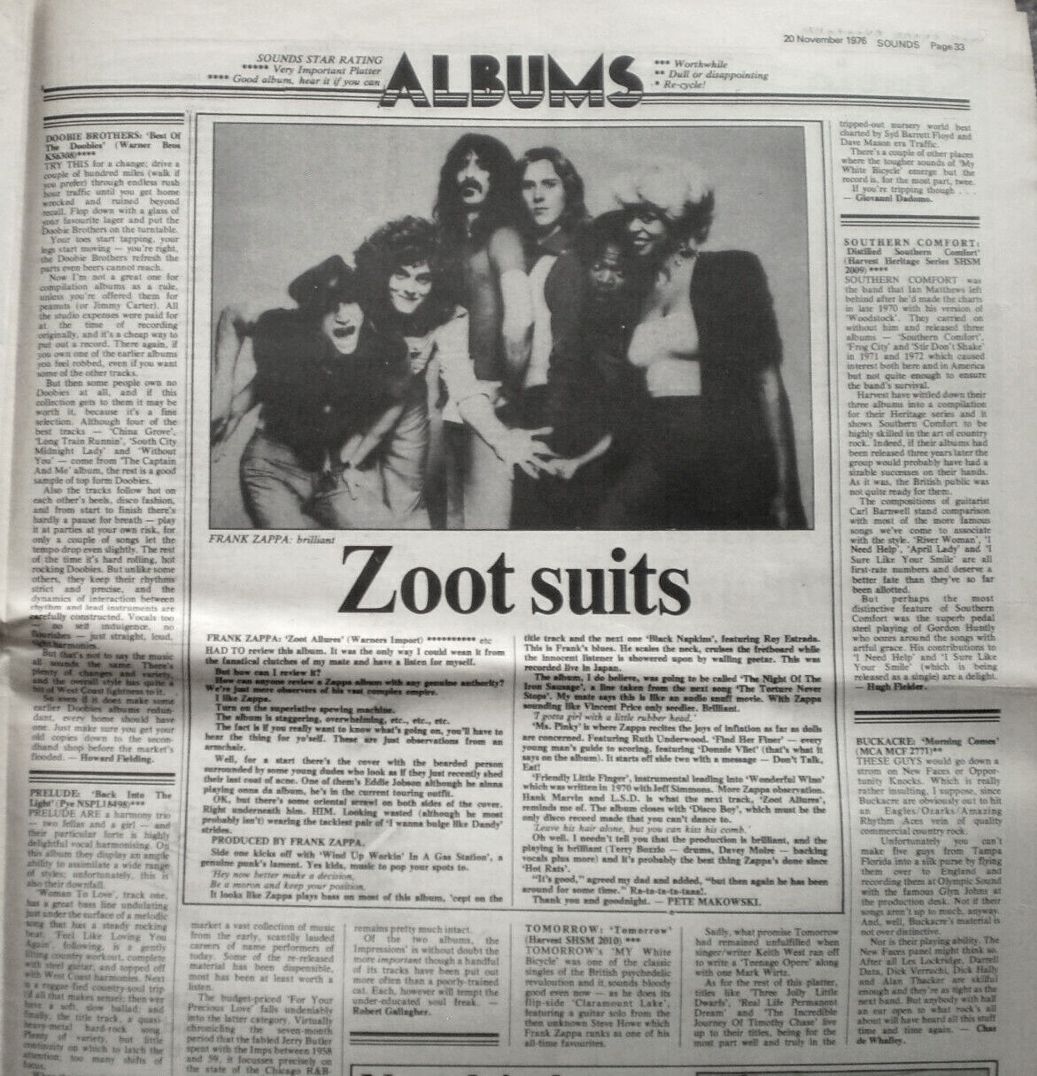 20 November 1976 SOUNDS Page 33
SOUNDS STAR RATING
***** Very Important Platter
**** Good album, hear it if you can
ALBUMS
*** Worthwhile
** Dull or disappointing
* Re-cycle!
DOOBIE BROTHERS: 'Best Of
The Doobies' (Warner Bros
K56308)****
TRY THIS for a change; drive a
couple of hundred miles (walk if
you prefer) through endless rush
hour traffic until you get home
wrecked and ruined beyond
recall. Flop down with a glass of
your favourite lager and put the
Doobie Brothers on the turntable.
Your toes start tapping, your
legs start moving — you're right,
the Doobie Brothers refresh the
parts even beers cannot reach.
Now I'm not a great one for
compilation albums as a rule,
unless you're offered them for
peanuts (or Jimmy Carter). All
the studio expenses were paid for
at the time of recording
originally, and it's a cheap way to
put out a record. There again, if
you own one of the earlier albums
you feel robbed, even if you want
some of the other tracks.
But then some people own no
Doobies at all, and if this
collection gets to them it may be
worth it, because it's a fine
selection. Although four of the
best tracks — 'China Grove',
'Long Train Runnin', 'South City
Midnight Lady' and 'Without
You' — come from 'The Captain
And Me' album, the rest is a good
sample of top form Doobies.
Also the tracks follow hot on
each other's heels, disco fashion,
and from start to finish there's
hardly a pause for breath — play
it at parties at your own risk, for
only a couple of songs let the
tempo drop even slightly. The rest
of the time it's hard rolling, hot
rocking Doobies. But unlike some
others, they keep their rhythms
strict and precise, and the
dynamics of interaction between
rhythm and lead instruments are
carefully constructed. Vocals too
— no self indulgence, no
flourishes — just straight, loud,
tight harmonies.
But that's not to say the music
all sounds the same. There's
plenty of changes and variety,
and the overall style has quite a
bit of West Coast lightness to it.
So even if it does make some
earlier Doobies albums redun-
dant, every home should have
one. Just make sure you get your
old copies down to the secon-
dhand shop before the market's
flooded. — Howard Fielding.
PRELUDE: 'Back Into The
Light' (Pye NSPL18498)***
PRELUDE ARE a harmony trio
— two fellas and a girl — and
their particular forte is highly
delightful vocal harmonising. On
this album they display an ample
ability to assimilate a wide range
of styles; unfortunately, this is
also their downfall.
'Woman To Love', track one,
has a great bass line undulating
just under the surface of a melodic
song that has a steady rocking
beat. 'Feel Like Loving You
Again', following, is a gently
lilting country workout, complete
with steel guitar, and topped off
with West Coast harmonies. Next
is a reggae-fied country-soul trip
(if all that makes sense); then we
have a soft, slow ballad; and
finally, the title track, a quasi-
heavy-metal hard-rock song.
Plenty of variety, but little
continuity on which to latch the
attention; too many shifts of
focus.
FRANK ZAPPA: brilliant
Zoot suits
FRANK ZAPPA: 'Zoot Allures' (Warners Import) ********** etc
HAD TO review this album. It was the only way I could wean it from
the fanatical clutches of my mate and have a listen for myself.
But how can I review it?
How can anyone review a Zappa album with any genuine authority?
We're just mere observers of his vast complex empire.
I like Zappa.
Turn on the superlative spewing machine.
The album is staggering, overwhelming, etc., etc., etc.
The fact is if you really want to know what's going on, you'll have to
hear the thing for yo'self. These are just observations from an
armchair.
Well, for a start there's the cover with the bearded person
surrounded by some young dudes who look as if they just recently shed
their last out of acne. One of them's Eddie Jobson although he ainna
playing onna da album, he's in the current touring outfit.
OK, but there's some oriental scrawl on both sides of the cover.
Right underneath him. HIM. Looking wasted (although he most
probably isn't) wearing the tackiest pair of 'I wanna bulge like Dandy'
strides.
PRODUCED BY FRANK ZAPPA.
Side one kicks off with 'Wind Up Workin' In A Gas Station', a
genuine punk's lament. Yes kids, music to pop your spots to.
'Hey now better make a decision,
Be a moron and keep your position.
It looks like Zappa plays bass on most of this album, 'cept on the
title track and the next one 'Black Napkins', featuring Roy Estrada.
This is Frank's blues. He scales the neck, cruises the fretboard while
the innocent listener is showered upon by wailing geetar. This was
recorded live in Japan.
The album, I do believe, was going to be called 'The Night Of The
Iron Sausage', a line taken from the next song 'The Torture Never
Stops'. My mate says this is like an audio snuff movie. With Zappa
sounding like Vincent Price only seedier. Brilliant.
'I gotta girl with a little rubber head.'
'Ms. Pinky' is where Zappa recites the joys of inflation as far as dolls
are concerned. Featuring Ruth Underwood. 'Find Her Finer' — every
young man's guide to scoring, featuring 'Donnie Vliet' (that's what it
says on the album). It starts off side two with a message — Don't Talk,
Eat!
'Friendly Little Finger', instrumental leading into 'Wonderful Wino'
which was written in 1970 with Jeff Simmons. More Zappa observation.
Hank Marvin and L.S.D. is what the next track, 'Zoot Allures',
reminds me of. The album closes with 'Disco Boy', which must be the
only disco record made that you can't dance to.
'Leave his hair alone, but you can kiss his comb.'
Oh well, I needn't tell you that the production is brilliant, and the
playing is brilliant (Terry Bozzio — drums, Davey Moire — backing
vocals plus more) and it's probably the best thing Zappa's done since
'Hot Rats'.
"It's good," agreed my dad and added, "but then again he has been
around for some time." Ra-ta-ta-ta-taaa!.
Thank you and goodnight. — PETE MAKOWSKI.
market a vast collection of music
from the early, scantily lauded
careers of name performers of
today. Some of the re-released
material has been dispensable,
most has been at least worth a
listen.
The budget-priced 'For Your
Precious Love' falls undeniably
into the latter category. Virtually
chronicling the seven-month
period that the fabled Jerry Butler
spent with the Imps between 1958
and 59, it focusses precisely on
the state of the Chicago R&B
remains pretty much intact.
Of the two albums, the
Impressions' is without doubt the
more important though a handful
of its tracks have been put out
more often than a poorly-trained
cat. Each, however will tempt the
under-educated soul freak. —
Robert Gallagher.
TOMORROW: 'Tomorrow'
(Harvest SHSM 2010) ***
TOMORROW'S 'MY White
Bicycle' was one of the classic
singles of the British psychedelic
revoloution and it, sounds bloody
good even now — as does its
flip-side 'Claramount Lake',
featuring a guitar solo from the
then unknown Steve Howe which
Frank Zappa ranks as one of his
all-time favourites.
Sadly, what promise Tomorrow
had remained unfulfilled when
singer/writer Keith West ran off
to write a 'Teenage Opera' along
with one Mark Wirtz.
As for the rest of this platter,
titles like 'Three Jolly Little
Dwarfs', 'Real Life Permanent
Dream' and 'The Incredible
Journey Of Timothy Chase' live
up to their titles, being for the
most part well and truly in the
tripped-out nursery world best
charted by Syd Barrett Floyd and
Dave Mason era Traffic.
There's a couple of other places
where the tougher sounds of 'My
White Bicycle' emerge but the
record is, for the most part, twee.
If you're tripping though . . .
— Giovanni Dadomo.
SOUTHERN COMFORT:
Distilled Southern Comfort'
(Harvest Heritage Series SHSM
2009) ****
SOUTHERN COMFORT was
the band that Ian Matthews left
behind after he'd made the charts
in late 1970 with his version of
'Woodstock'. They carried on
without him and released three
albums — 'Southern Comfort',
'Frog City' and 'Stir Don't Shake'
in 1971 and 1972 which caused
interest both here and in America
but not quite enough to ensure
the band's survival.
Harvest have wittled down their
three albums into a compilation
for their Heritage series and it
shows Southern Comfort to be
highly skilled in the art of country
rock. Indeed, if their albums had
been released three years later the
group would probably have had a
sizable successes on their hands.
As it was, the British public was
not quite ready for them.
The compositions of guitarist
Carl Barnwell stand comparison
with most of the more famous
songs we've come to associate
with the style. 'River Woman', 'I
Need Help', 'April Lady' and 'I
Sure Like Your Smile' are all
first-rate numbers and deserve a
better fate than they've so far
been allotted.
But perhaps the most
distinctive feature of Southern
Comfort was the superb pedal
steel playing of Gordon Huntly
who oozes around the songs with
artful grace. His contributions to
'I Need Help' and 'I Sure Like
Your Smile' (which is being
released as a single) are a delight.
— Hugh Fielder.
BUCKACRE: 'Morning Comes'
(MCA MCF 2771)**
THESE GUYS would go down a
strom on New Faces or Oppor-
tunity Knocks. Which is really
rather insulting, I suppose, since
Buckacre are obviously out to hit
an Eagles/Ozarks/Amazing
Rhythm Aces vein of quality
commercial country rock.
Unfortunately you can't
make five guys from Tampa
Florida into a silk purse by flying
them over to England and
recording them at Olympic Sound
with the famous Glyn Johns at
the production desk. Not if their
songs aren't up to much, anyway.
And, well, Buckacre's material is
not over distinctive.
Nor is their playing ability. The
New Faces panel might think so.
After all Les Lockridge, Darrell
Data, Dick Verucchi, Dick Hally
and Alan Thacker are skilful
enough and they're as tight as the
next band. But anybody with half
an ear open to what rock's all
about will have heard all this stuff
time and time again. — Chas
de Whalley.